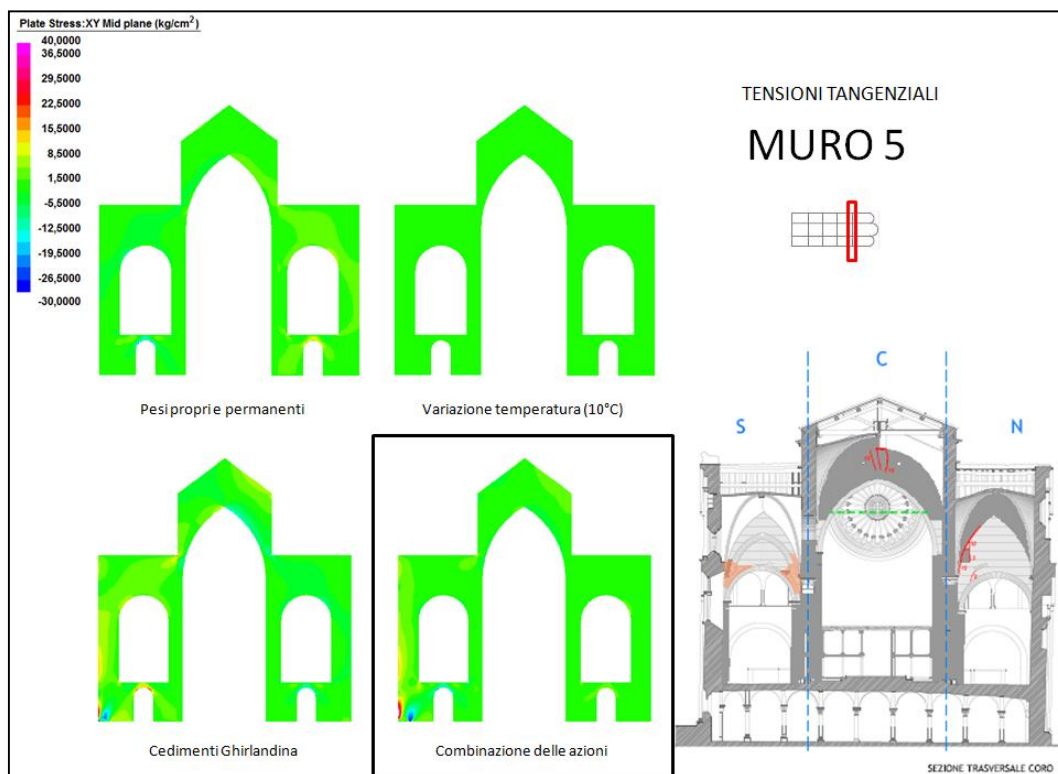 Plate Stress:XY Mid plane (kg/cm²)
40,0000
36,5000
29,5000
22,5000
15,5000
8,5000
1,5000
-5,5000
-12,5000
-19,5000
-26,5000
-30,0000
TENSIONI TANGENZIALI
MURO 5
Pesi propri e permanenti
Variazione temperatura (10°C)
C
S
N
Cedimenti Ghirlandina
Combinazione delle azioni
SEZIONE TRASVERSALE CORO